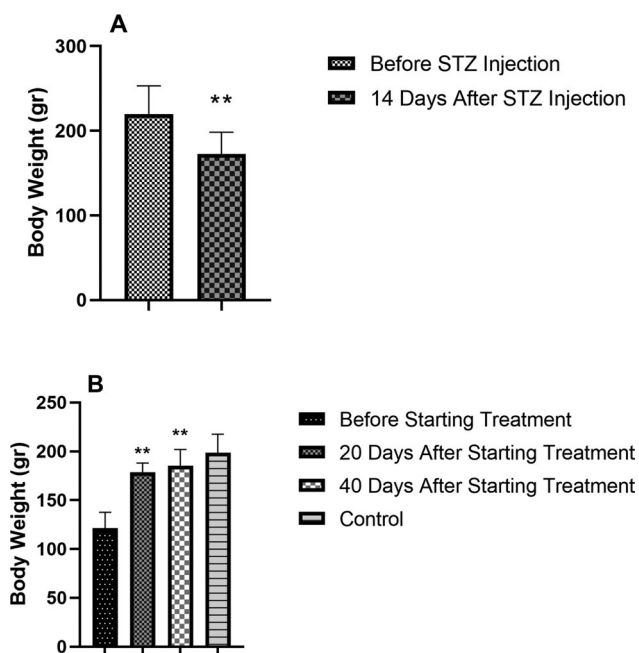 A
300
200
100
0
Body Weight (gr)
**
Before STZ Injection
14 Days After STZ Injection
B
250
200
150
100
50
0
Body Weight (gr)
**
**
Before Starting Treatment
20 Days After Starting Treatment
40 Days After Starting Treatment
Control